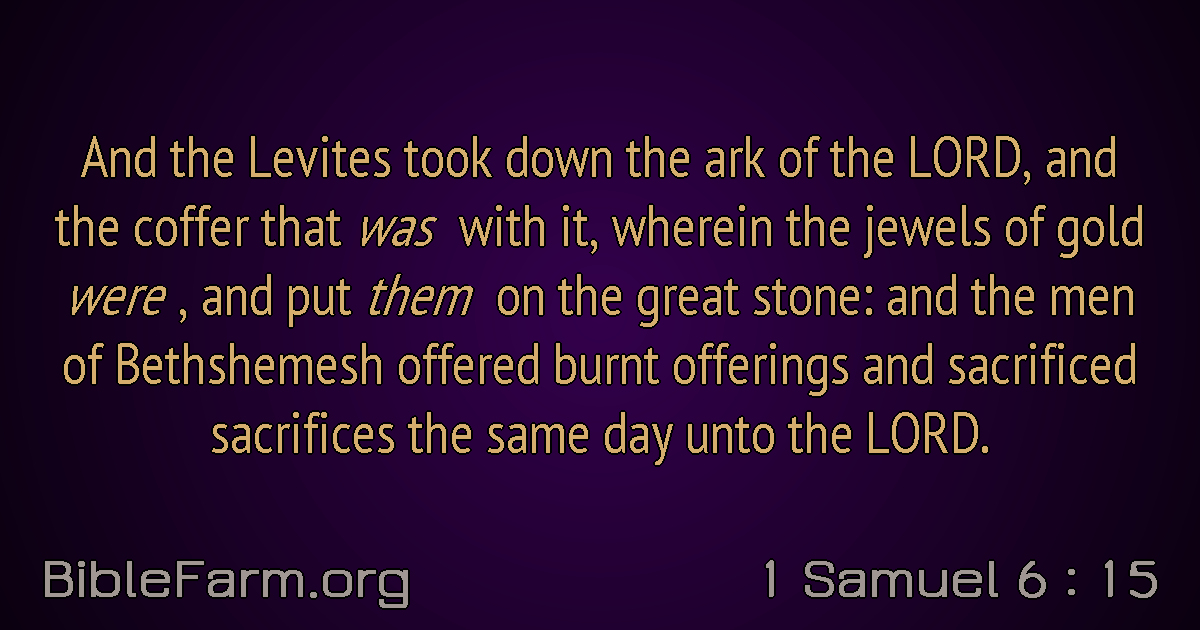 And the Levites took down the ark of the LORD, and
the coffer that was with it, wherein the jewels of gold
were , and put them on the great stone: and the men
of Bethshemesh offered burnt offerings and sacrificed
sacrifices the same day unto the LORD.
BibleFarm.org
1 Samuel 6 : 15